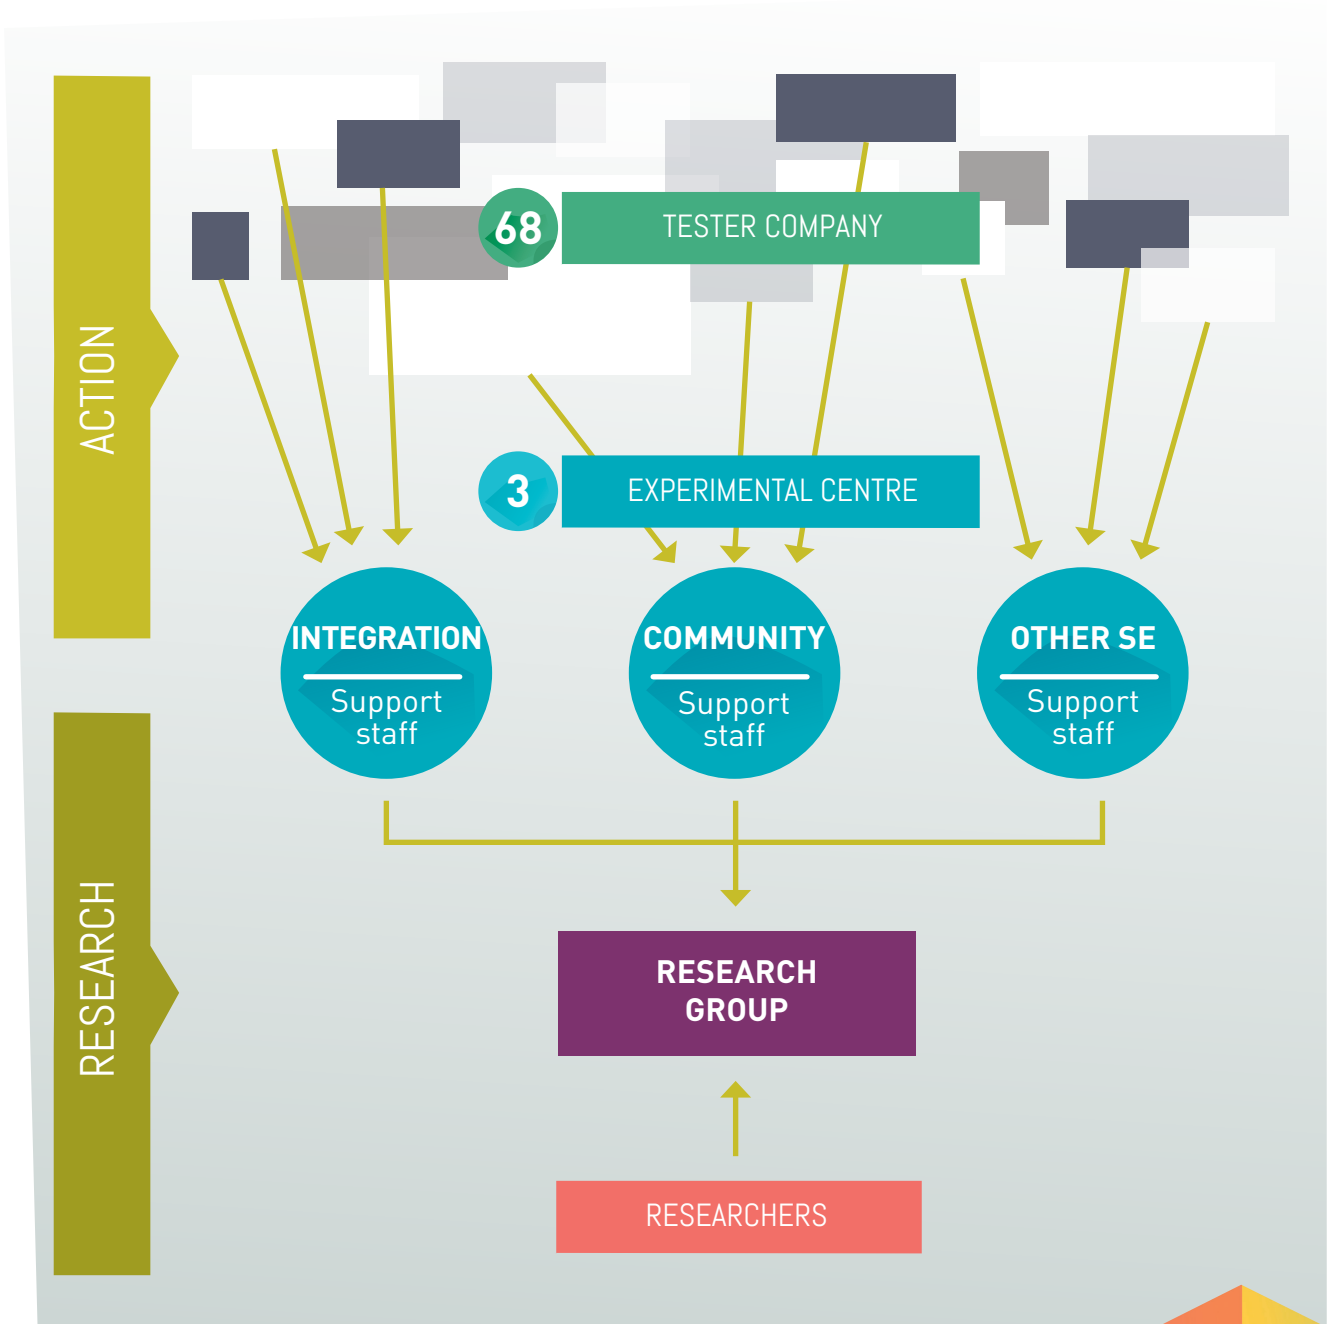 ACTION
68
TESTER COMPANY
3
EXPERIMENTAL CENTRE
INTEGRATION
Support
staff
COMMUNITY
Support
staff
OTHER SE
Support
staff
RESEARCH
RESEARCH
GROUP
RESEARCHERS